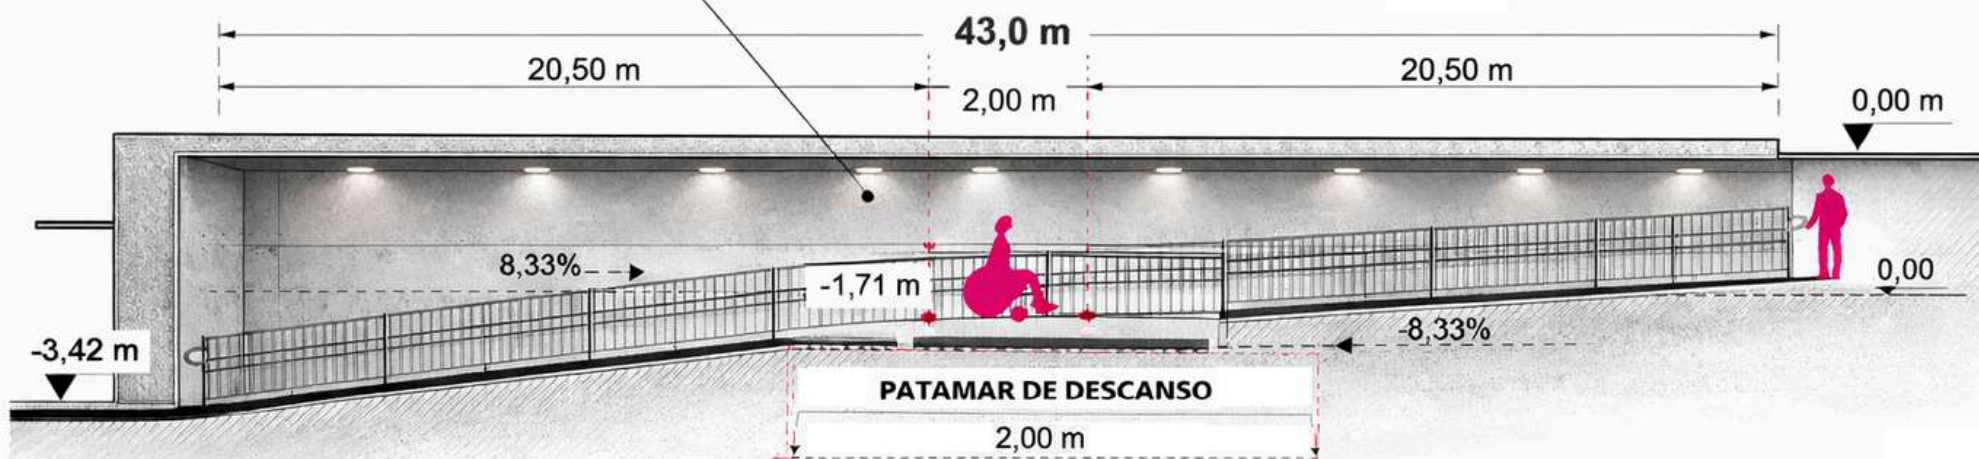 43,0 m
20,50 m
2,00 m
20,50 m
0,00 m
8,33%
-1,71 m
0,00
-3,42 m
-8,33%
PATAMAR DE DESCANSO
2,00 m